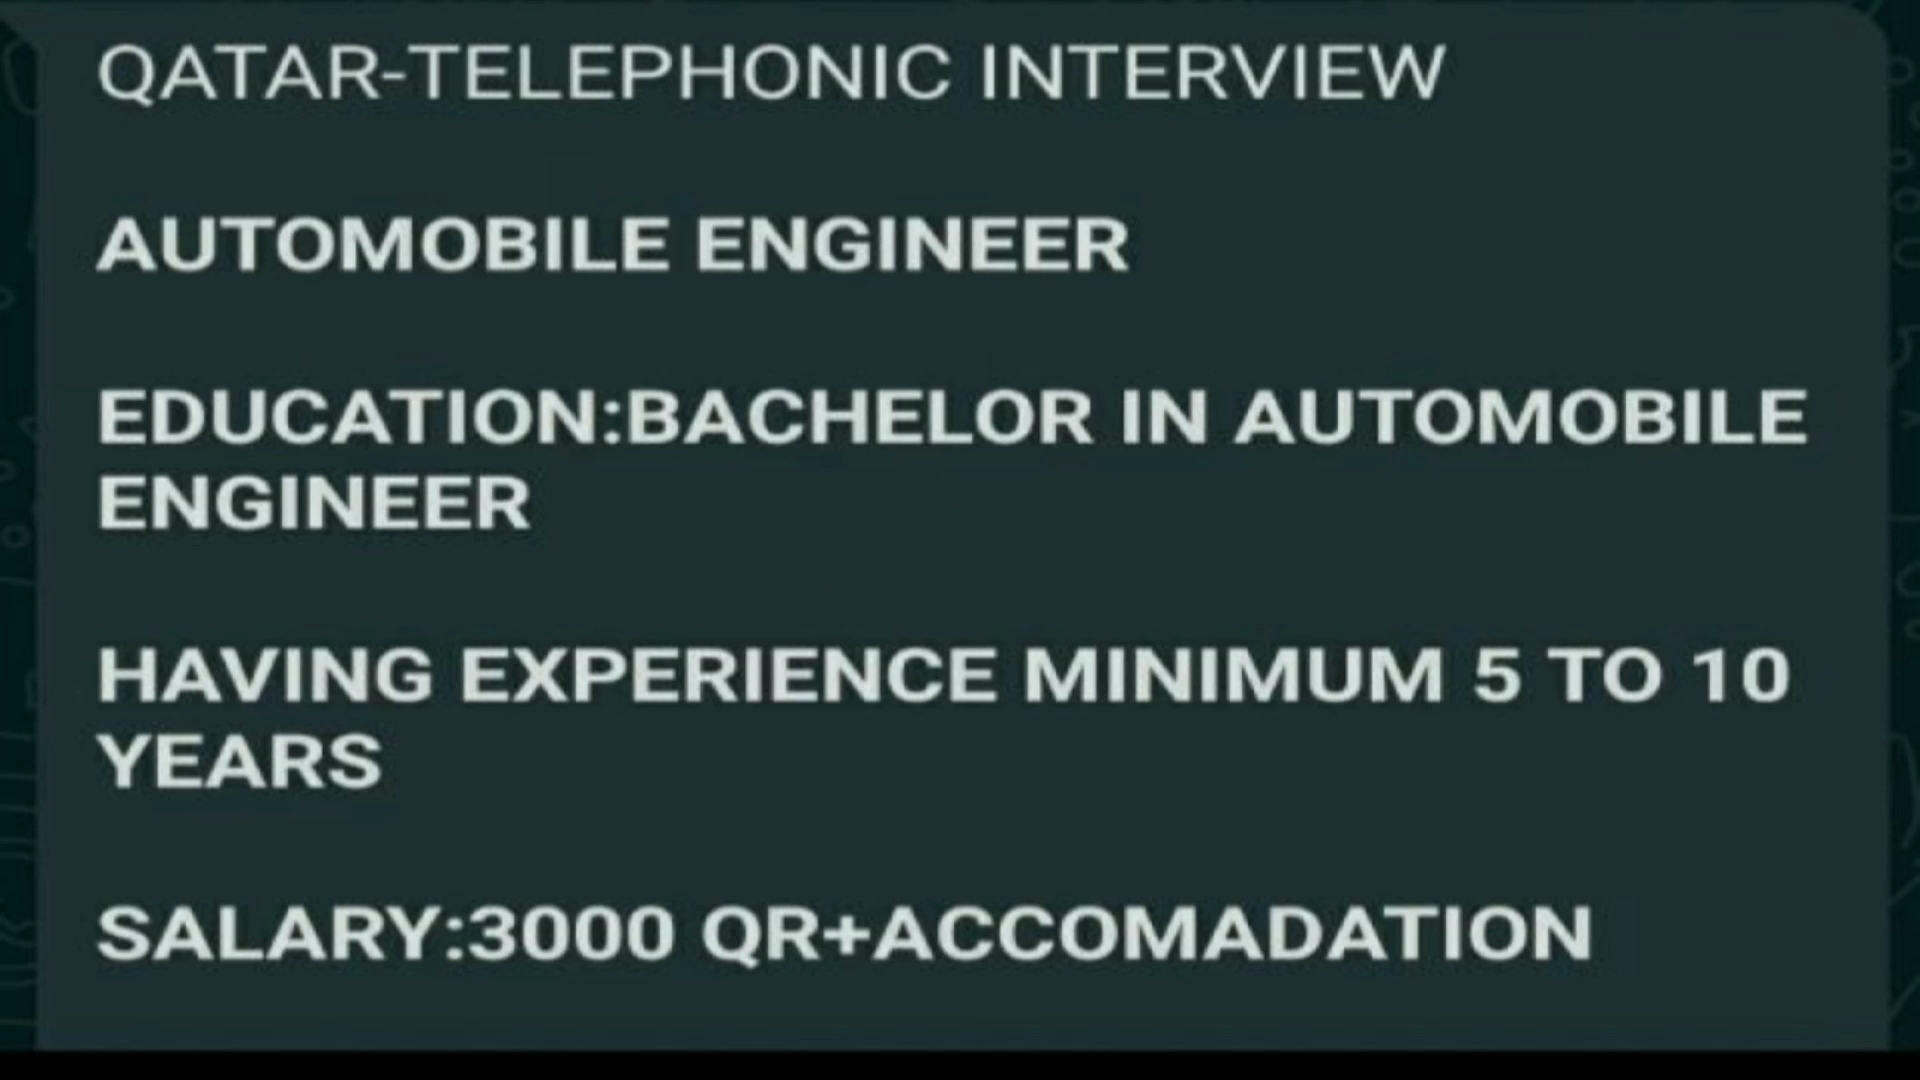 QATAR-TELEPHONIC INTERVIEW
AUTOMOBILE ENGINEER
EDUCATION:BACHELOR IN AUTOMOBILE
ENGINEER
HAVING EXPERIENCE MINIMUM 5 TO 10
YEARS
SALARY:3000 QR+ACCOMADATION